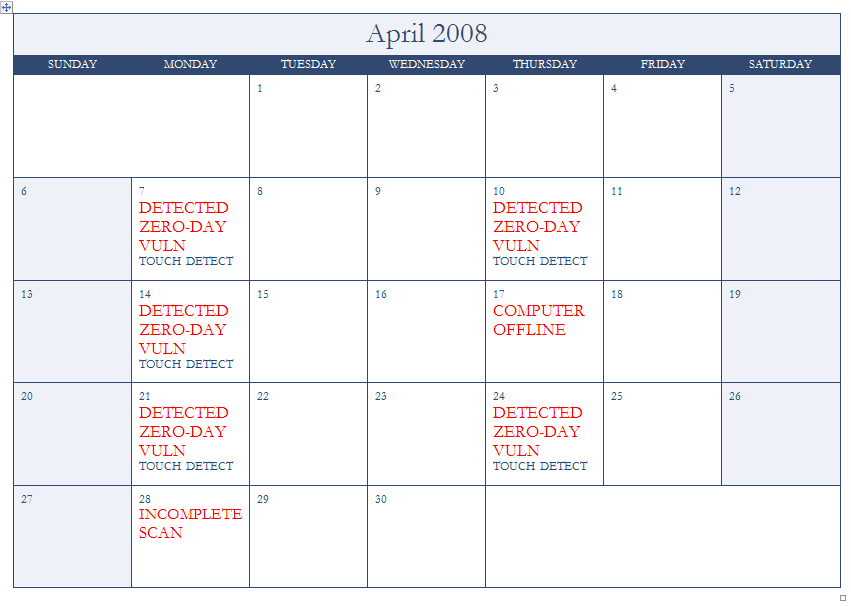 April 2008
SUNDAY MONDAY TUESDAY WEDNESDAY THURSDAY FRIDAY SATURDAY
1 2 3 4 5
6 7 8 9 10 11 12
DETECTED DETECTED
ZERO-DAY ZERO-DAY
VULN VULN
TOUCH DETECT TOUCH DETECT
13 14 15 16 17 18 19
DETECTED COMPUTER
ZERO-DAY OFFLINE
VULN
TOUCH DETECT
20 21 22 23 24 25 26
DETECTED DETECTED
ZERO-DAY ZERO-DAY
VULN VULN
TOUCH DETECT TOUCH DETECT
27 28 29 30
INCOMPLETE
SCAN